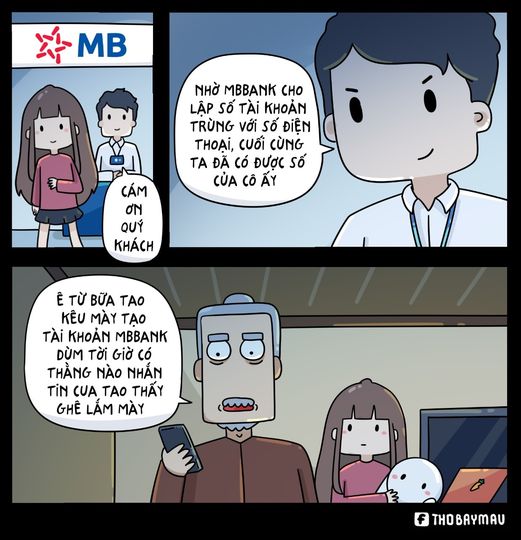 MB
CÁM
ƠN
QUÝ
KHÁCH
NHỜ MBBANK CHO
LẬP SỐ TÀI KHOẢN
TRÙNG VỚI SỐ ĐIỆN
THOẠI, CUỐI CÙNG
TA ĐÃ CÓ ĐƯỢC SỐ
CỦA CÔ ẤY
Ê TỪ BỮA TAO
KÊU MÀY TẠO
TÀI KHOẢN MBBANK
DÙM TỚI GIỜ CÓ
THẰNG NÀO NHẮN
TIN CUA TAO THẤY
GHÊ LẮM MÀY
f THOBAYMAU